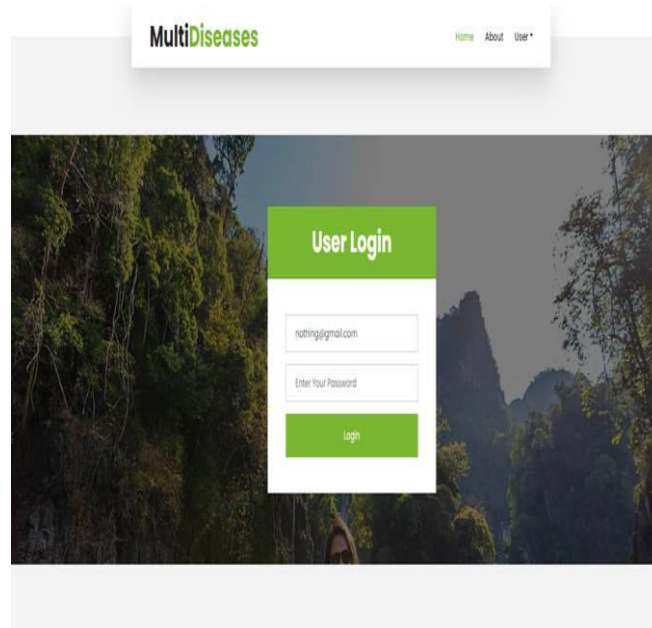 MultiDiseases
Home About User
User Login
nothing@gmail.com
Enter Your Password
Login